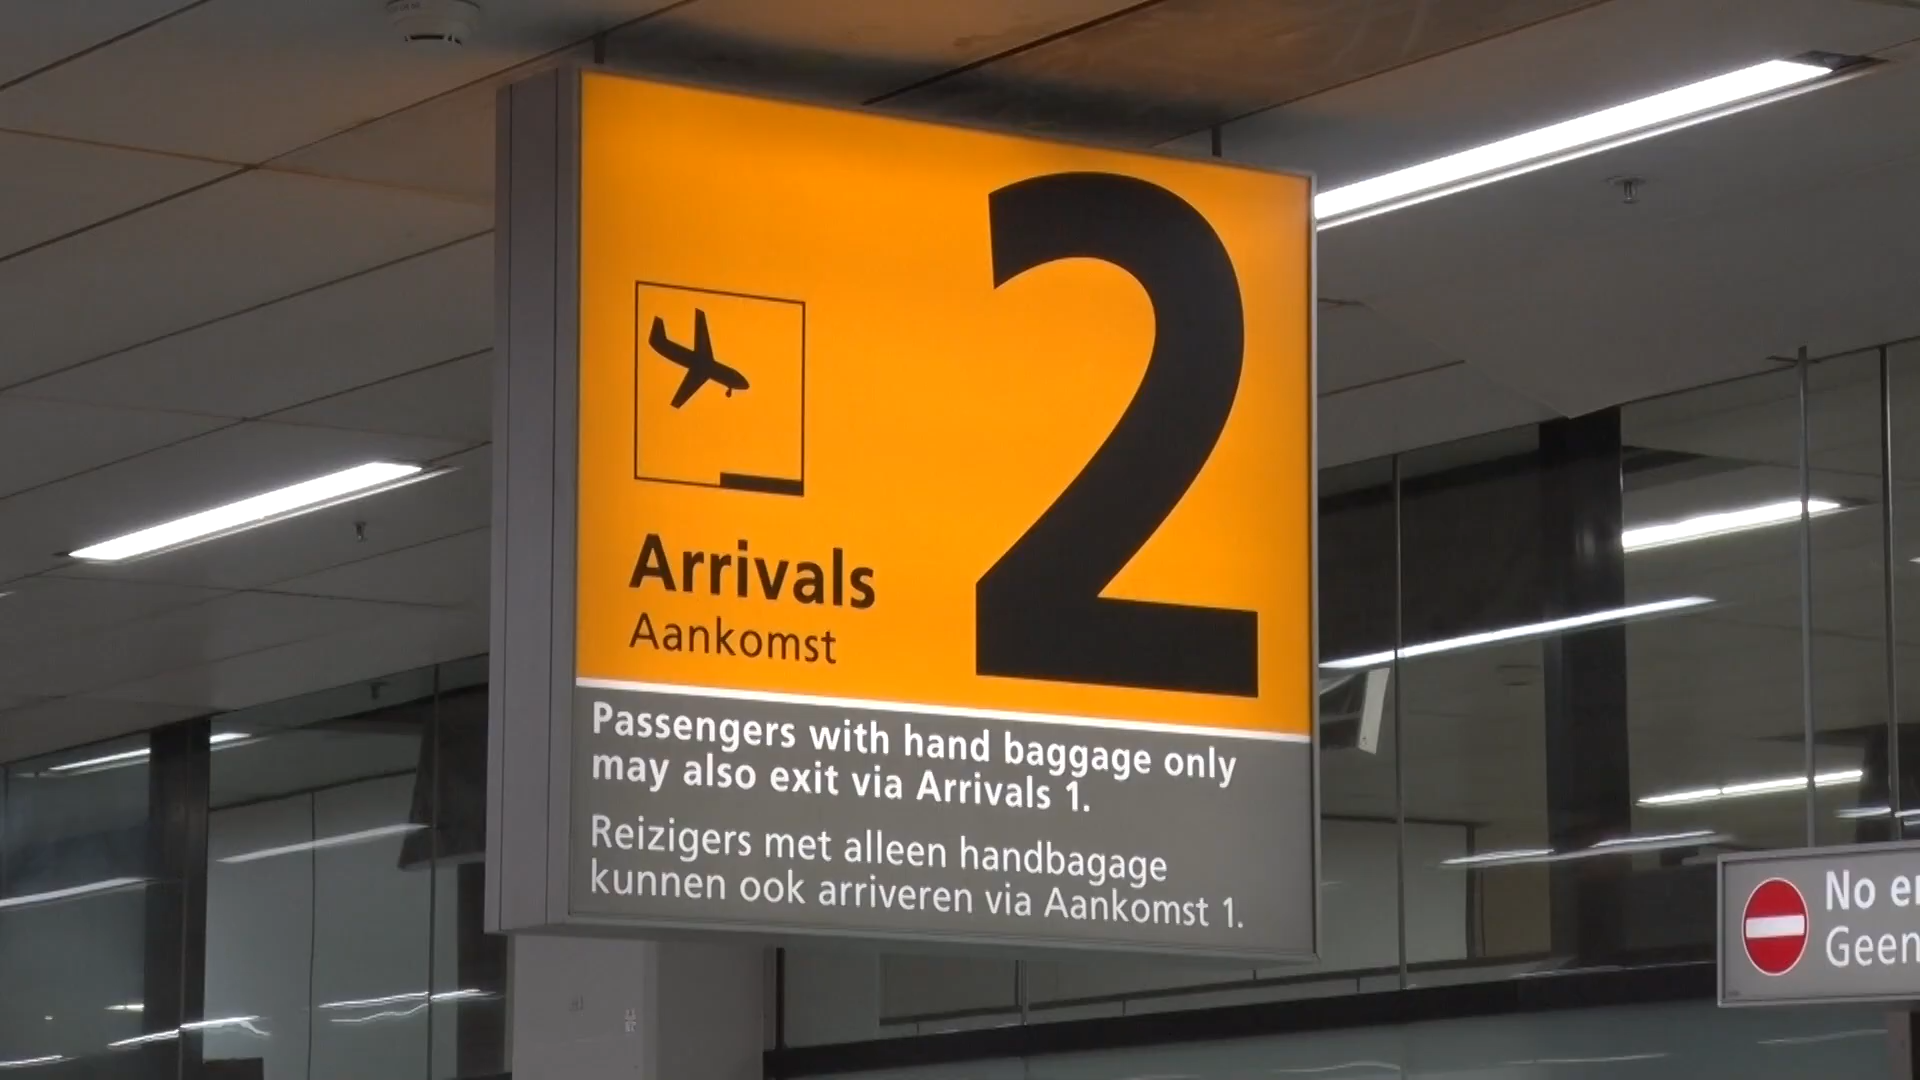 2
Arrivals
Aankomst
Passengers with hand baggage only
may also exit via Arrivals 1.
Reizigers met alleen handbagage
kunnen ook arriveren via Aankomst 1.
No
Geen